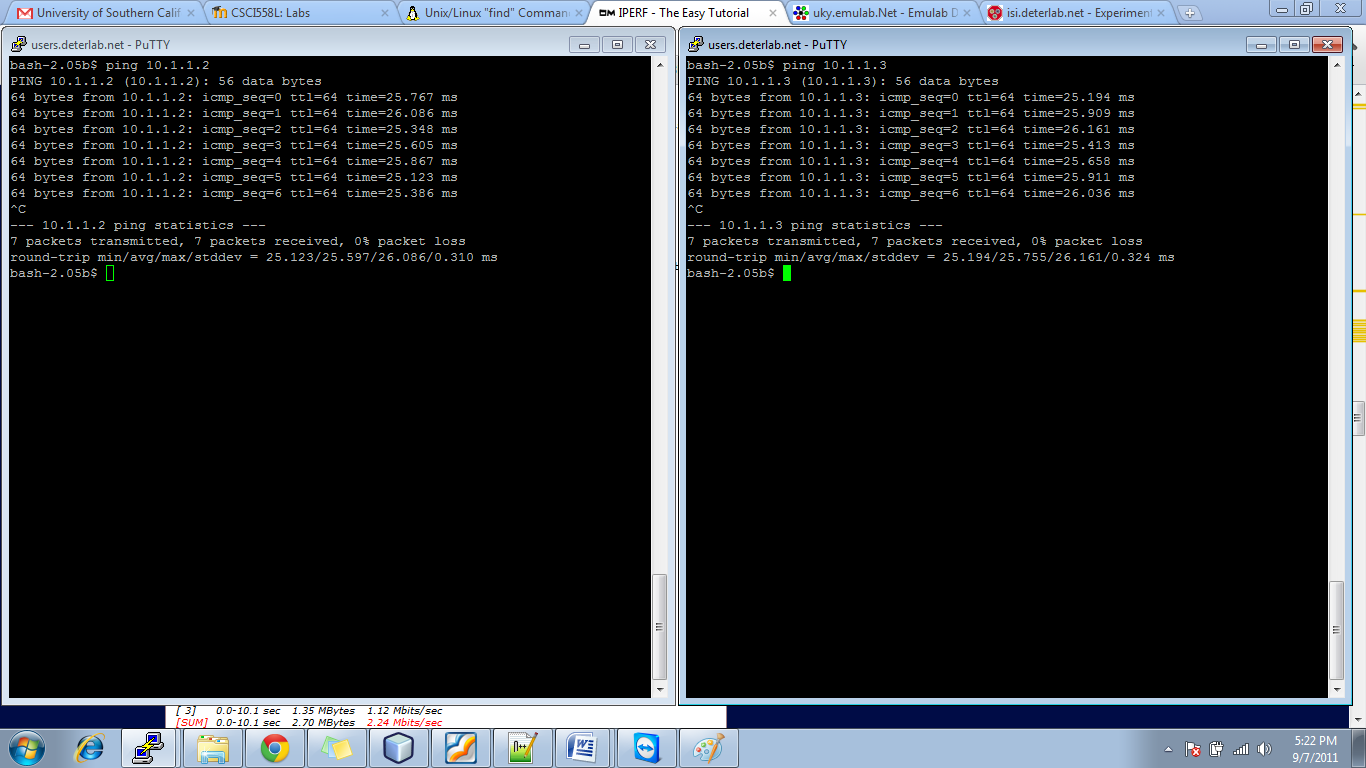 University of Southern Calif
CSCI558L: Labs
Unix/Linux "find" Comman
IPERF - The Easy Tutorial
uky.emulab.Net - Emulab D
isi.deterlab.net - Experimen
users.deterlab.net - PuTTY
bash-2.05b$ ping 10.1.1.2
PING 10.1.1.2 (10.1.1.2): 56 data bytes
64 bytes from 10.1.1.2: icmp_seq=0 ttl=64 time=25.767 ms
64 bytes from 10.1.1.2: icmp_seq=1 ttl=64 time=26.086 ms
64 bytes from 10.1.1.2: icmp_seq=2 ttl=64 time=25.348 ms
64 bytes from 10.1.1.2: icmp_seq=3 ttl=64 time=25.605 ms
64 bytes from 10.1.1.2: icmp_seq=4 ttl=64 time=25.867 ms
64 bytes from 10.1.1.2: icmp_seq=5 ttl=64 time=25.123 ms
64 bytes from 10.1.1.2: icmp_seq=6 ttl=64 time=25.386 ms
^C
--- 10.1.1.2 ping statistics ---
7 packets transmitted, 7 packets received, 0% packet loss
round-trip min/avg/max/stddev = 25.123/25.597/26.086/0.310 ms
bash-2.05b$
users.deterlab.net - PuTTY
bash-2.05b$ ping 10.1.1.3
PING 10.1.1.3 (10.1.1.3): 56 data bytes
64 bytes from 10.1.1.3: icmp_seq=0 ttl=64 time=25.194 ms
64 bytes from 10.1.1.3: icmp_seq=1 ttl=64 time=25.909 ms
64 bytes from 10.1.1.3: icmp_seq=2 ttl=64 time=26.161 ms
64 bytes from 10.1.1.3: icmp_seq=3 ttl=64 time=25.413 ms
64 bytes from 10.1.1.3: icmp_seq=4 ttl=64 time=25.658 ms
64 bytes from 10.1.1.3: icmp_seq=5 ttl=64 time=25.911 ms
64 bytes from 10.1.1.3: icmp_seq=6 ttl=64 time=26.036 ms
^C
--- 10.1.1.3 ping statistics ---
7 packets transmitted, 7 packets received, 0% packet loss
round-trip min/avg/max/stddev = 25.194/25.755/26.161/0.324 ms
bash-2.05b$
[ 3] 0.0-10.1 sec 1.35 MBytes 1.12 Mbits/sec
[SUM] 0.0-10.1 sec 2.70 MBytes 2.24 Mbits/sec
5:22 PM
9/7/2011